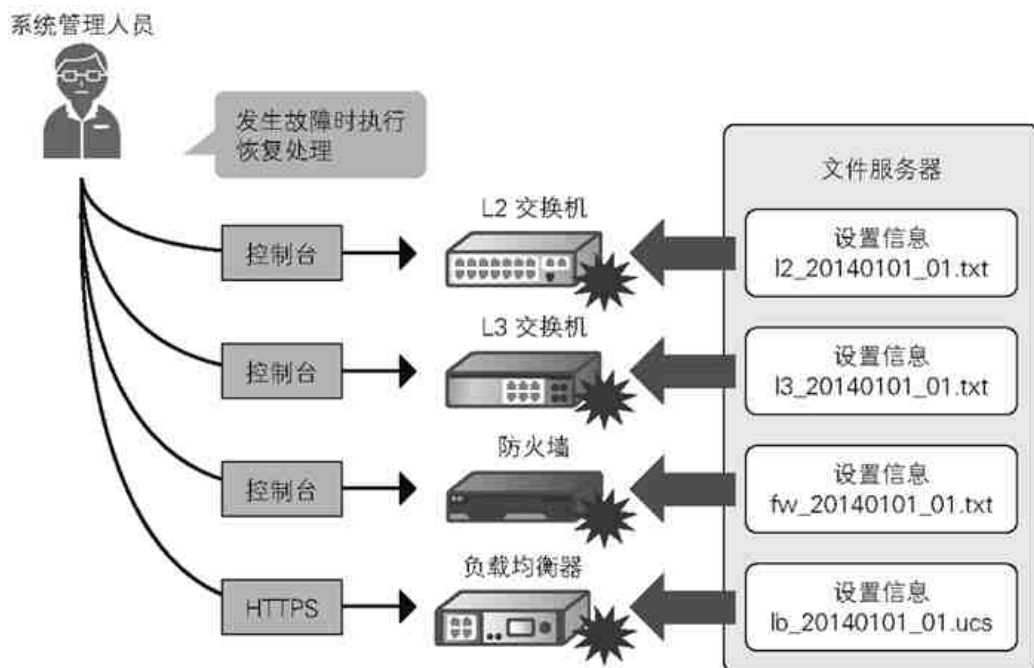 系统管理人员
发生故障时执行
恢复处理
文件服务器
L2 交换机
控制台
设置信息
l2_20140101_01.txt
L3 交换机
控制台
设置信息
l3_20140101_01.txt
防火墙
控制台
设置信息
fw_20140101_01.txt
负载均衡器
HTTPS
设置信息
lb_20140101_01.ucs